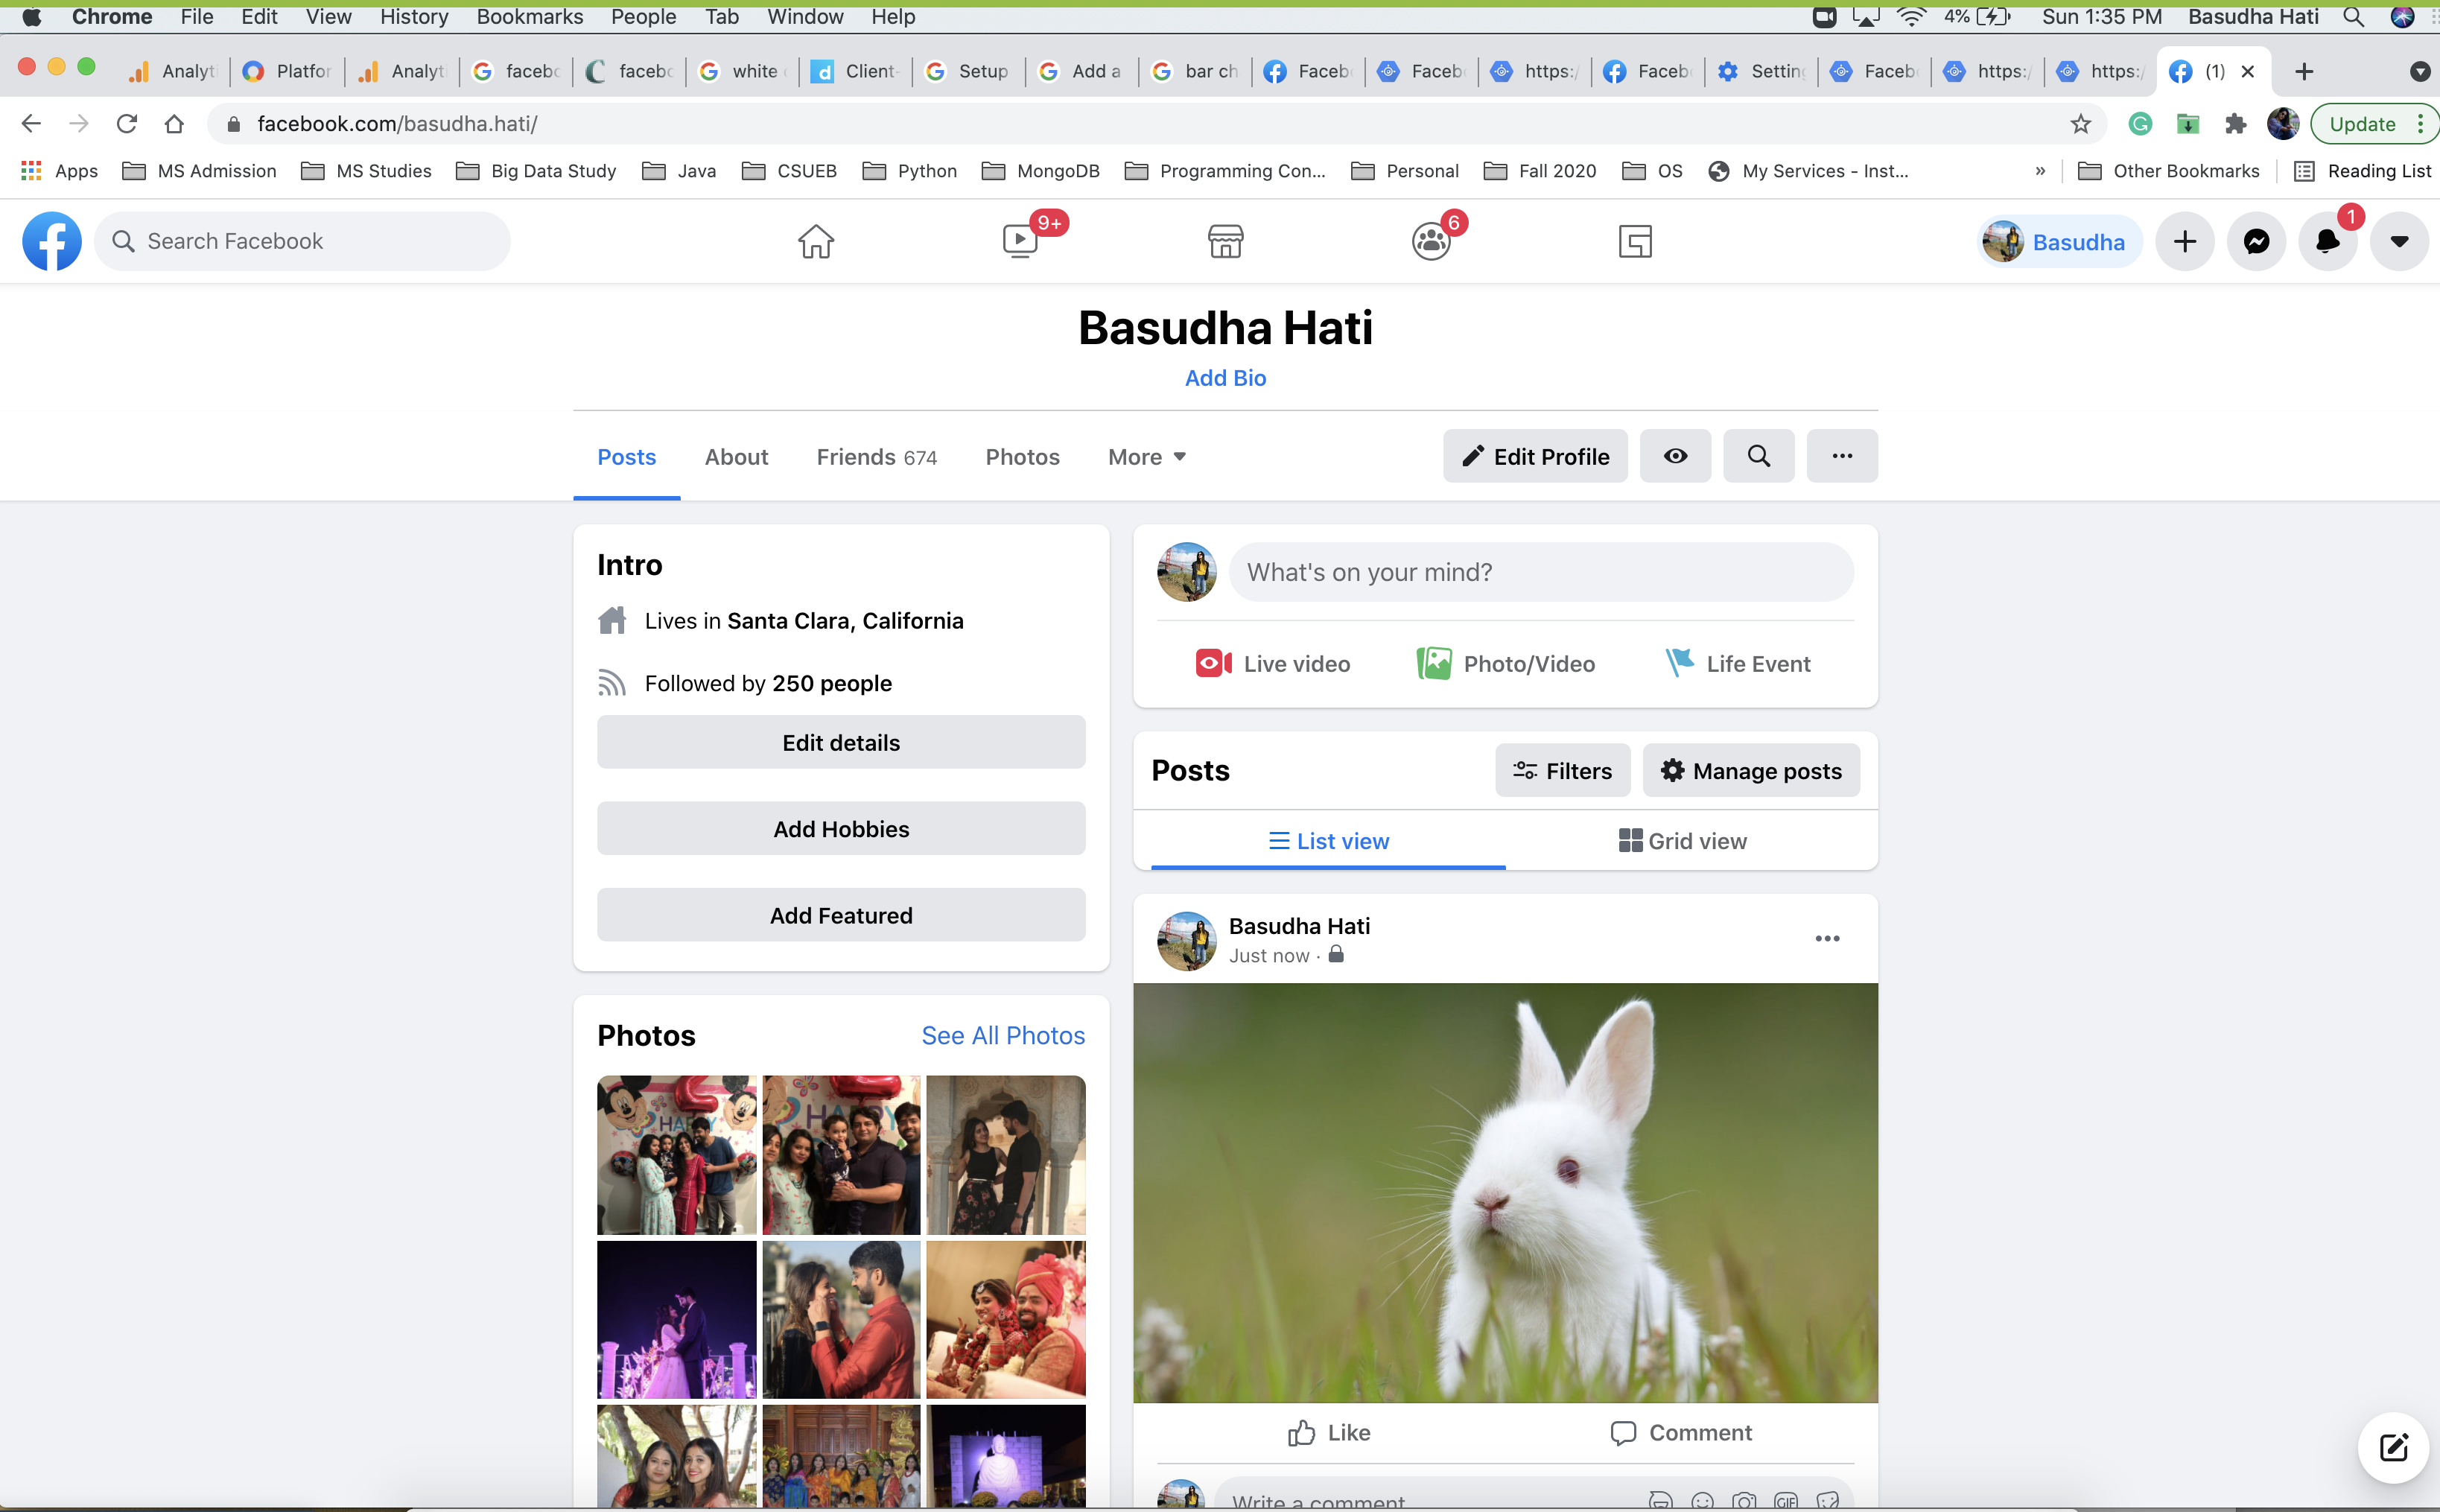 Chrome File Edit View History Bookmarks People Tab Window Help 4% Sun 1:35 PM Basudha Hati
Analyt Platfor Analyt facebo facebo white Client- Setup Add a bar ch Faceb Faceb https:/ Faceb Setting Faceb https:/ https:/ (1)
facebook.com/basudha.hati/ Update
Apps MS Admission MS Studies Big Data Study Java CSUEB Python MongoDB Programming Con... Personal Fall 2020 OS My Services - Inst... » Other Bookmarks Reading List
Search Facebook 9+ 6 Basudha 1
Basudha Hati
Add Bio
Posts About Friends 674 Photos More Edit Profile
Intro
Lives in Santa Clara, California
Followed by 250 people
Edit details
Add Hobbies
Add Featured
Photos See All Photos
HA
HAPPY
What's on your mind?
Live video Photo/Video Life Event
Posts Filters Manage posts
List view Grid view
Basudha Hati
Just now ·
Like Comment
Write a comment
GIF